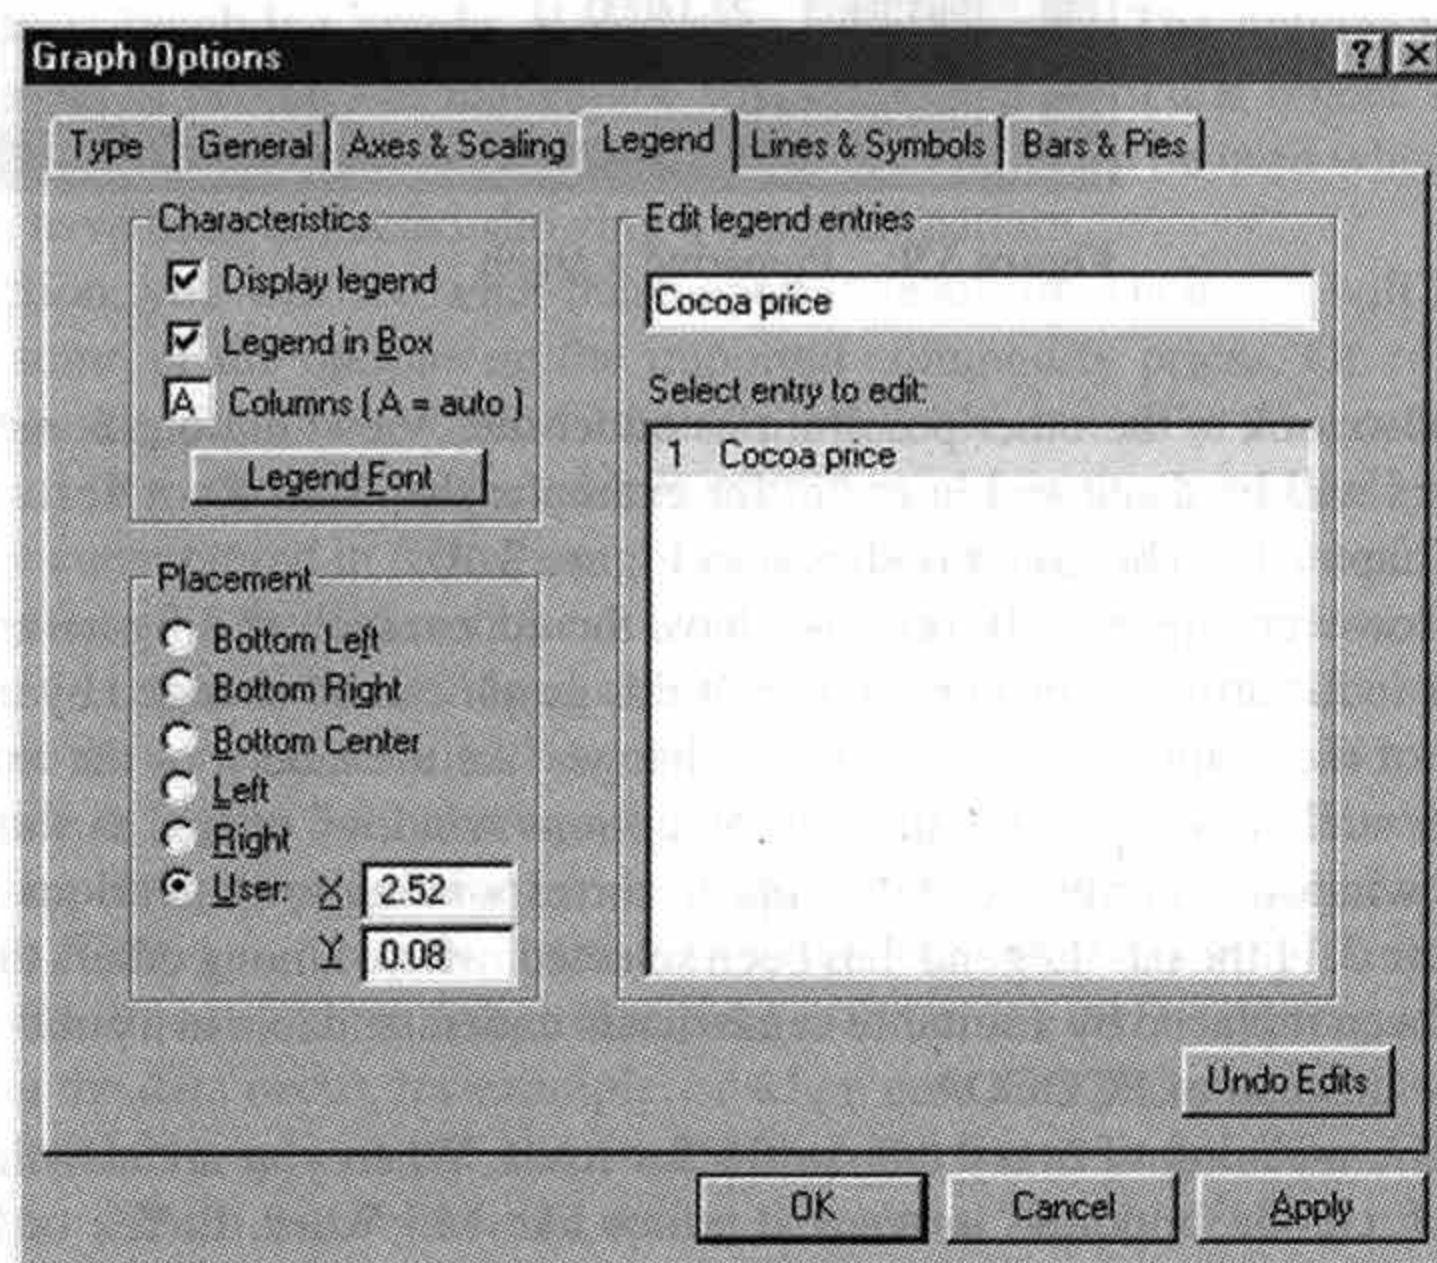 Graph Options
Type General Axes & Scaling Legend Lines & Symbols Bars & Pies
Characteristics
Display legend
Legend in Box
A Columns ( A = auto )
Legend Font
Placement
Bottom Left
Bottom Right
Bottom Center
Left
Right
User: X 2.52
Y 0.08
Edit legend entries
Cocoa price
Select entry to edit:
1 Cocoa price
Undo Edits
OK Cancel Apply